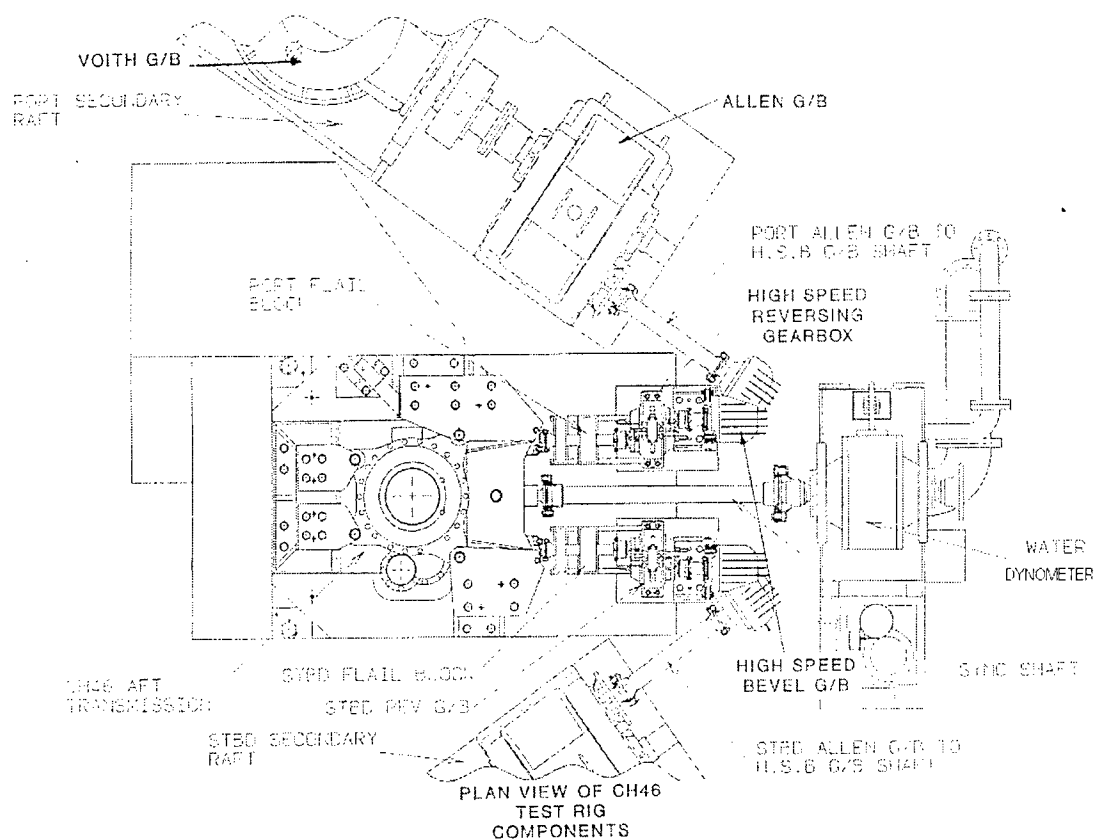 VOITH G/B
PORT SECONDARY
RAFT
ALLEN G/B
PORT ALLEN G/B TO
H.S.B G/B SHAFT
PORT FLAIL
BLOCK
HIGH SPEED
REVERSING
GEARBOX
WATER
DYNOMETER
CH46 AFT
TRANSMISSION
STBD FLAIL BLOCK
STBD REV G/B
HIGH SPEED
BEVEL G/B
SYNC SHAFT
STBD SECONDARY
RAFT
STBD ALLEN G/B TO
H.S.B G/B SHAFT
PLAN VIEW OF CH46
TEST RIG
COMPONENTS